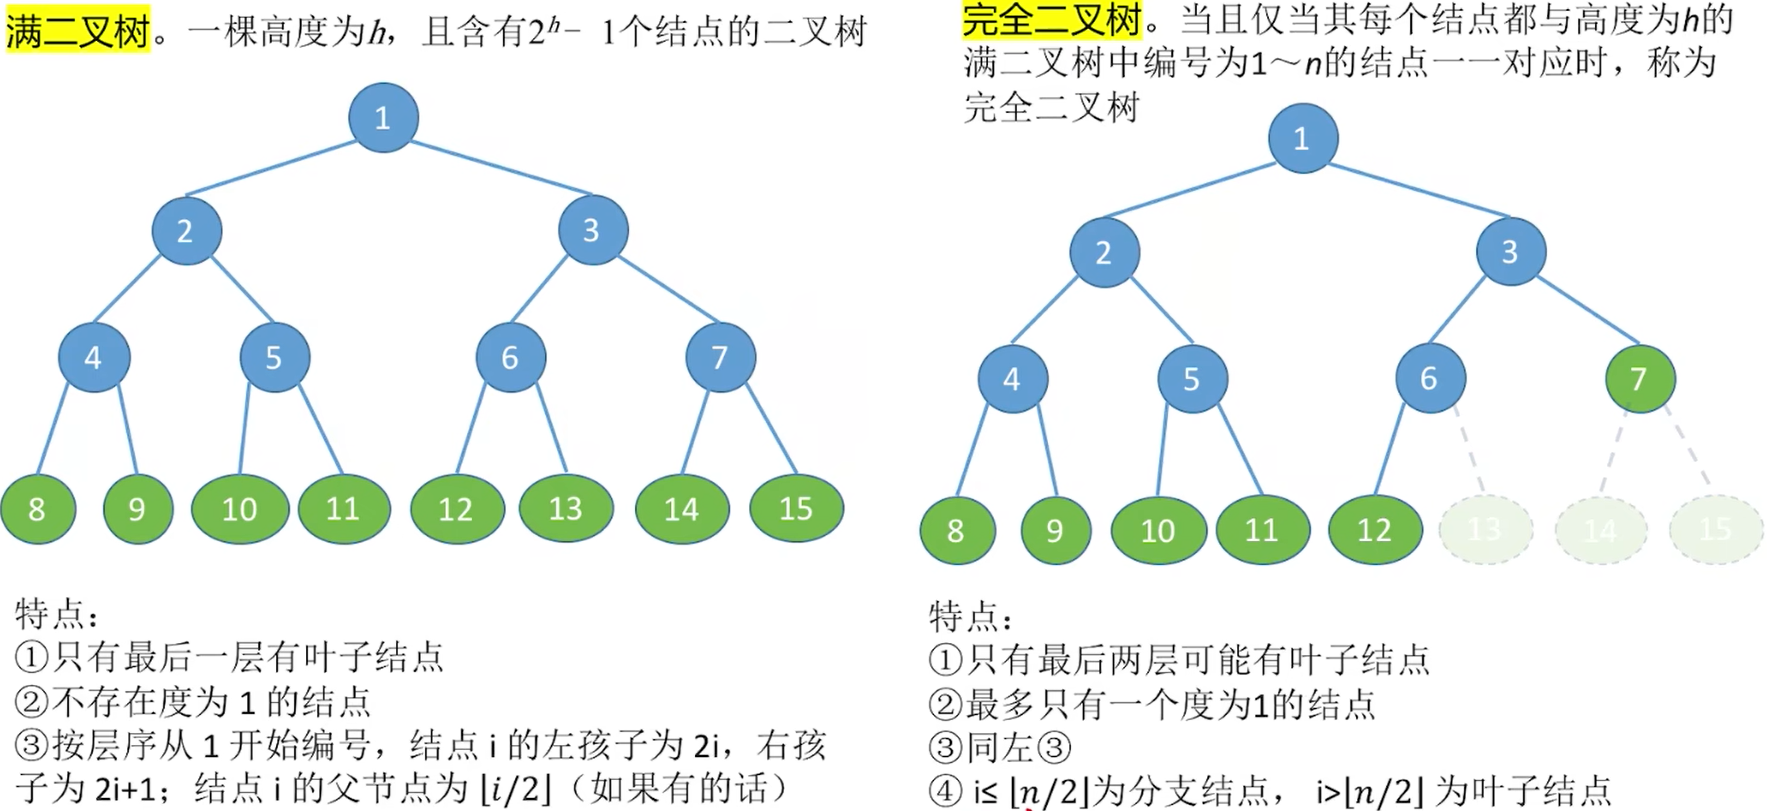 满二叉树。一棵高度为h，且含有2ʰ− 1个结点的二叉树
1
2 3
4 5 6 7
8 9 10 11 12 13 14 15
特点：
①只有最后一层有叶子结点
②不存在度为 1 的结点
③按层序从 1 开始编号，结点 i 的左孩子为 2i，右孩
子为 2i+1；结点 i 的父节点为 ⌊i/2⌋（如果有的话）
完全二叉树。当且仅当其每个结点都与高度为h的
满二叉树中编号为1～n的结点一一对应时，称为
完全二叉树
1
2 3
4 5 6 7
8 9 10 11 12 13 14 15
特点：
①只有最后两层可能有叶子结点
②最多只有一个度为1的结点
③同左③
④ i≤ ⌊n/2⌋为分支结点， i>⌊n/2⌋ 为叶子结点